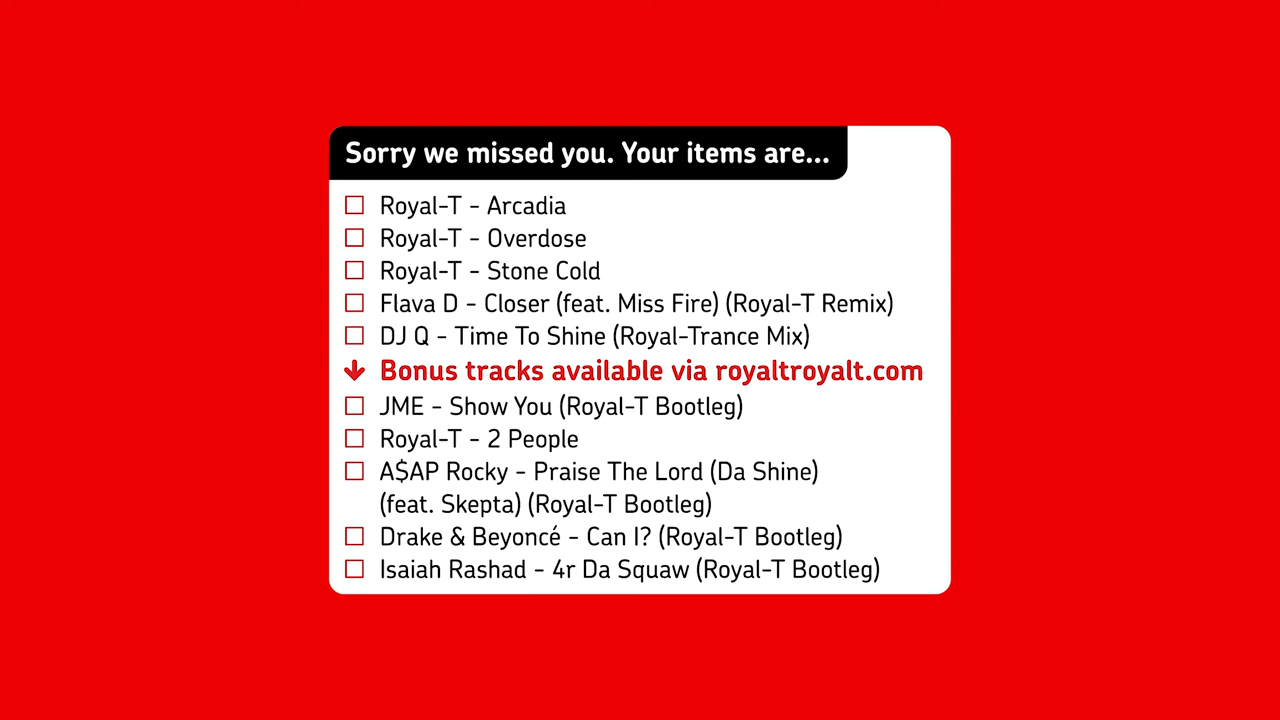 Sorry we missed you. Your items are...
Royal-T - Arcadia
Royal-T - Overdose
Royal-T - Stone Cold
Flava D - Closer (feat. Miss Fire) (Royal-T Remix)
DJ Q - Time To Shine (Royal-Trance Mix)
Bonus tracks available via royaltroyalt.com
JME - Show You (Royal-T Bootleg)
Royal-T - 2 People
A$AP Rocky - Praise The Lord (Da Shine)
(feat. Skepta) (Royal-T Bootleg)
Drake & Beyoncé - Can I? (Royal-T Bootleg)
Isaiah Rashad - 4r Da Squaw (Royal-T Bootleg)